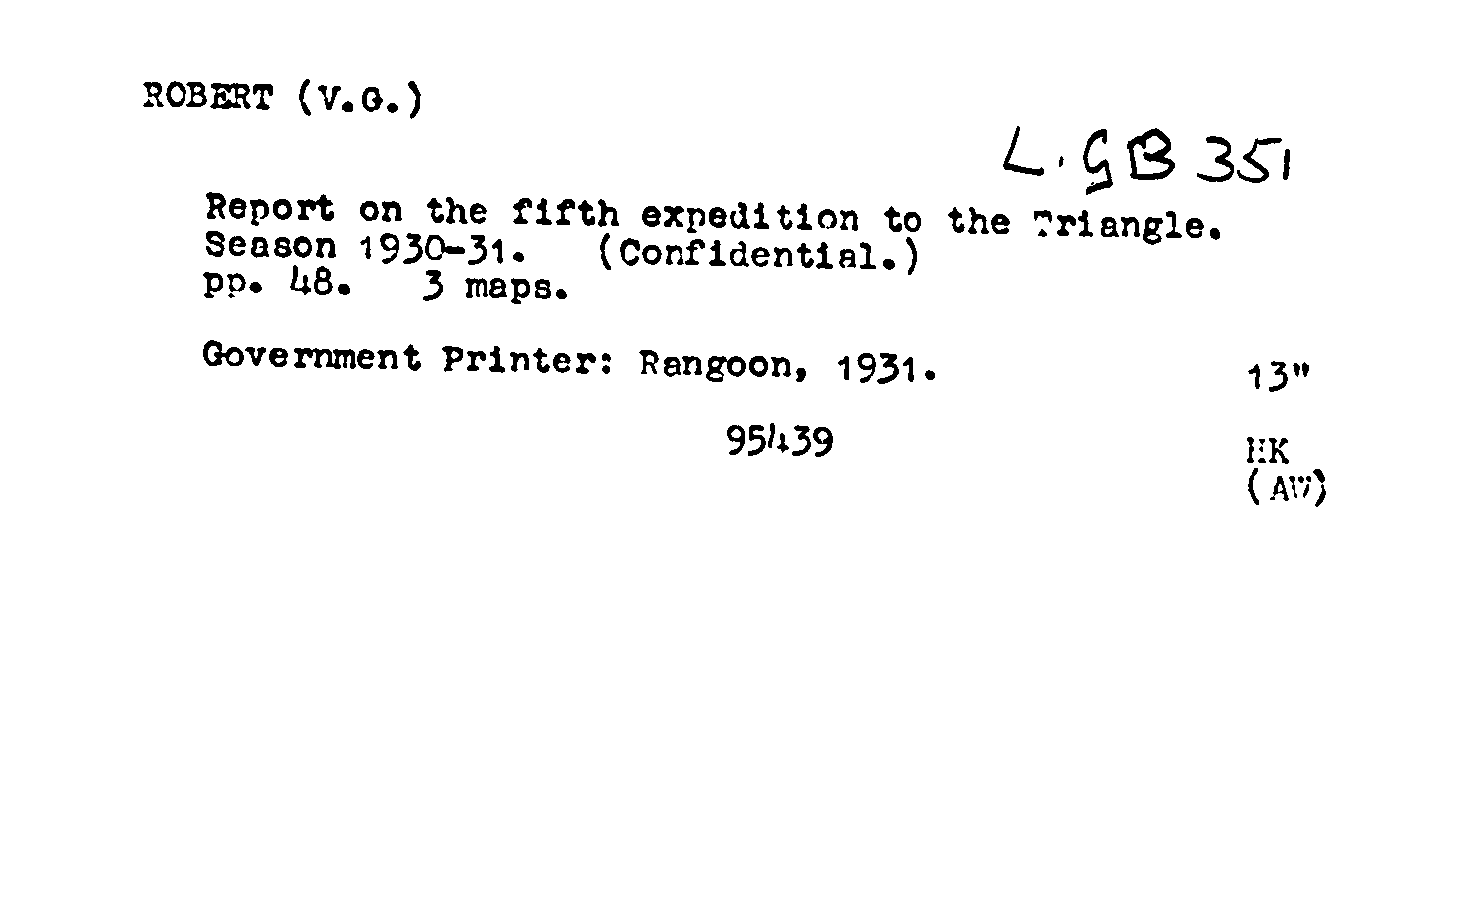 ROBERT (V.G.)
L.GB 351
Report on the fifth expedition to the Triangle.
Season 1930-31. (Confidential.)
pp. 48. 3 maps.
Government Printer: Rangoon, 1931.
13"
95439
HK
(AW)